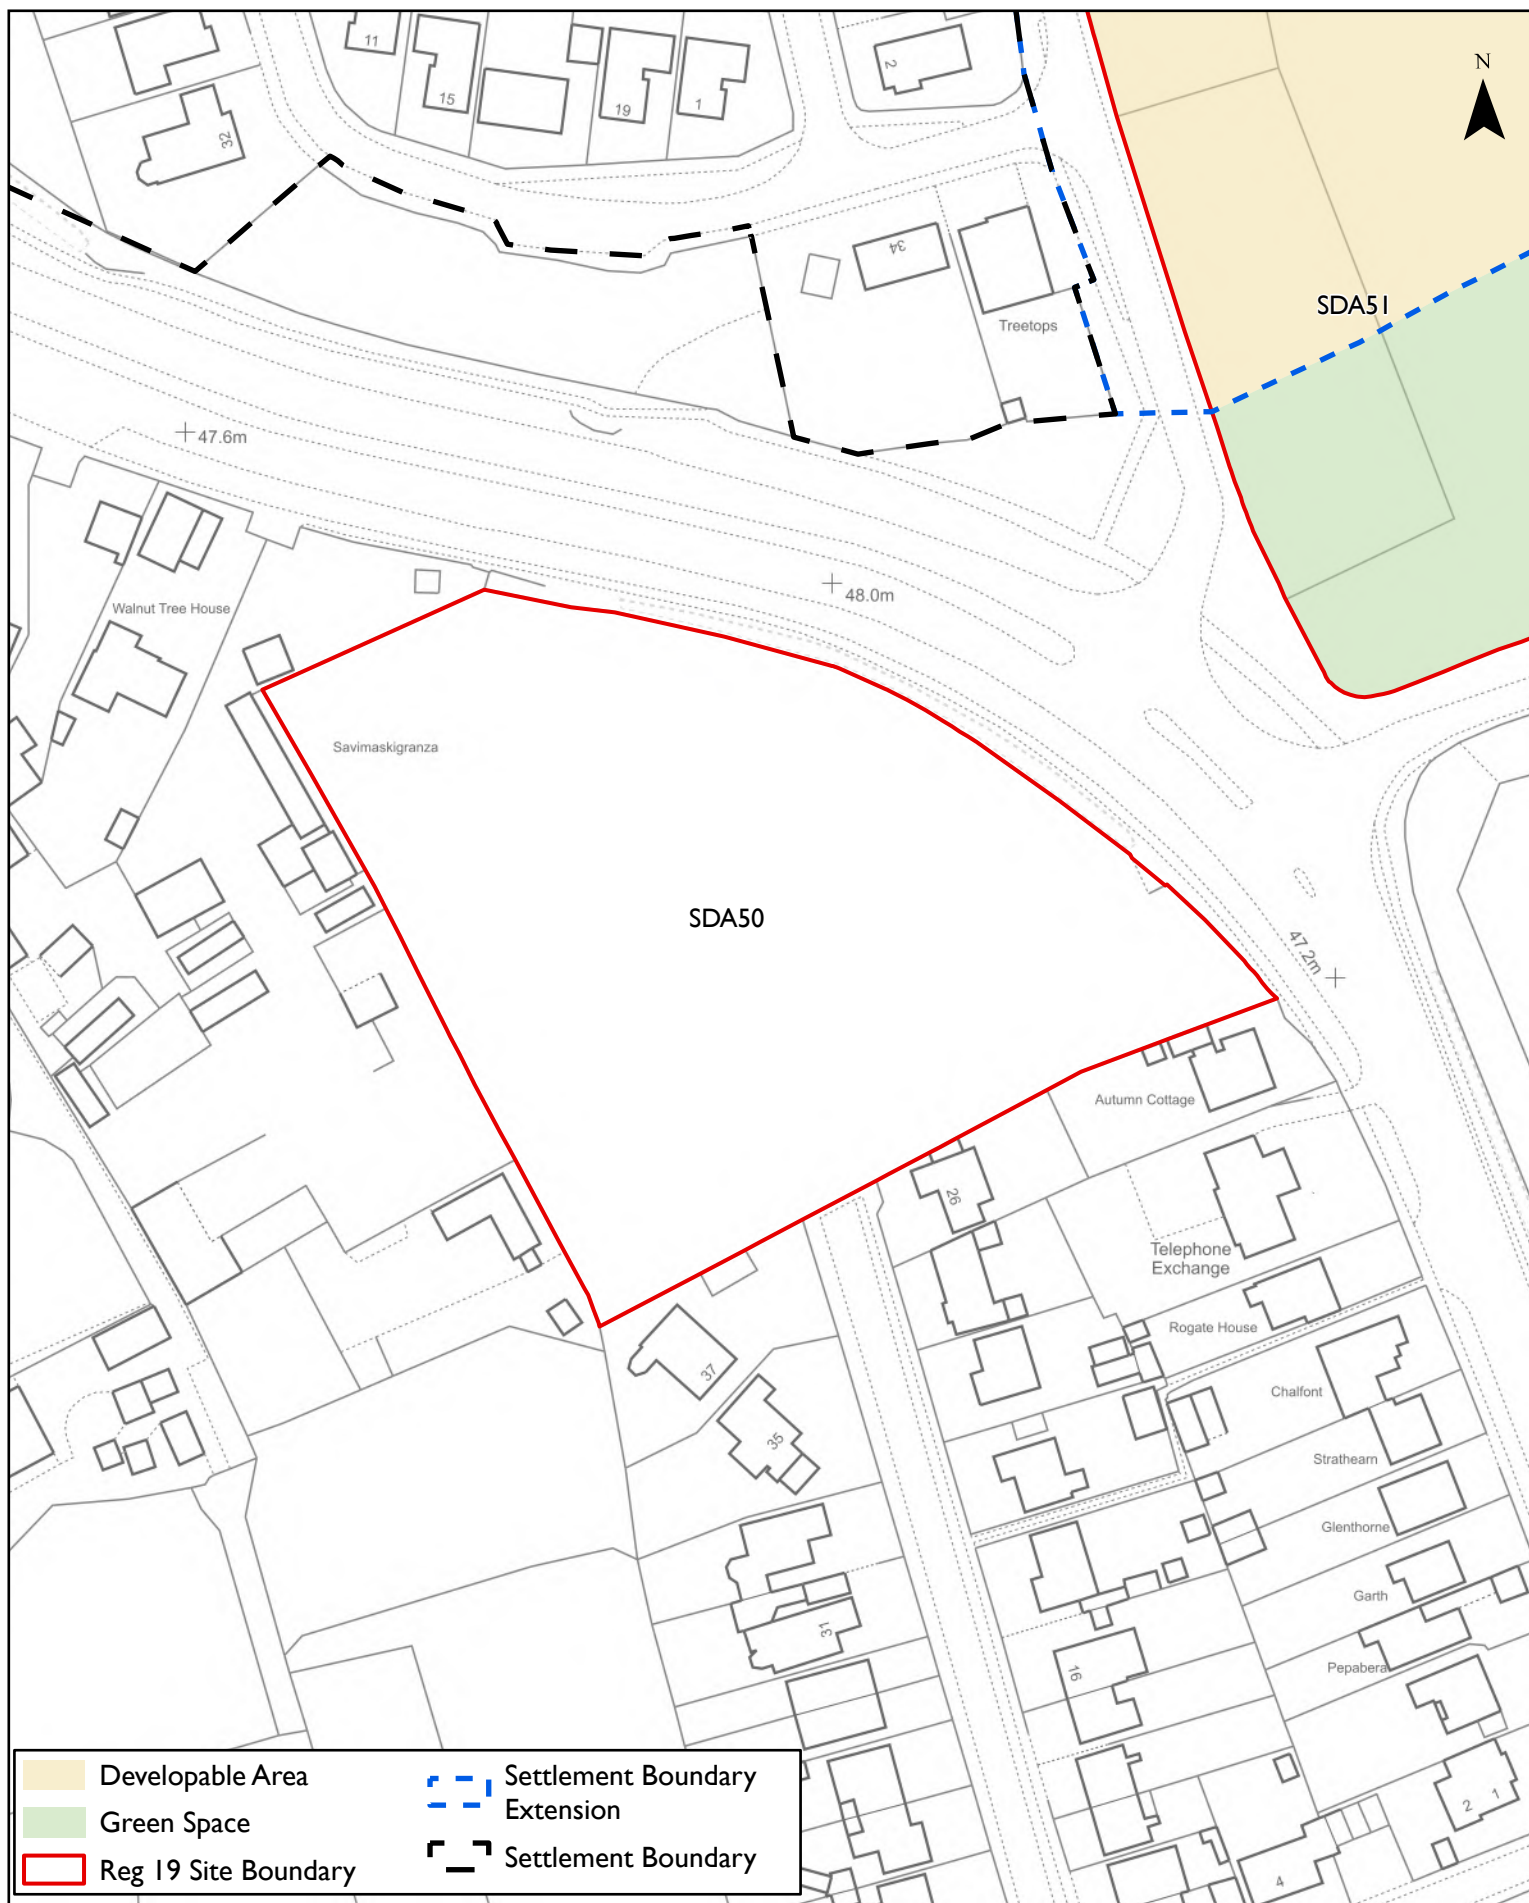 11
15
19
1
2
N
32
34
Treetops
SDA51
47.6m
48.0m
Walnut Tree House
Savimaskigranza
SDA50
47.2m
Autumn Cottage
26
Telephone
Exchange
Rogate House
37
Chalfont
35
Strathearn
Glenthorne
Garth
31
16
Pepabera
2
1
4
Developable Area
Green Space
Reg 19 Site Boundary
Settlement Boundary
Extension
Settlement Boundary